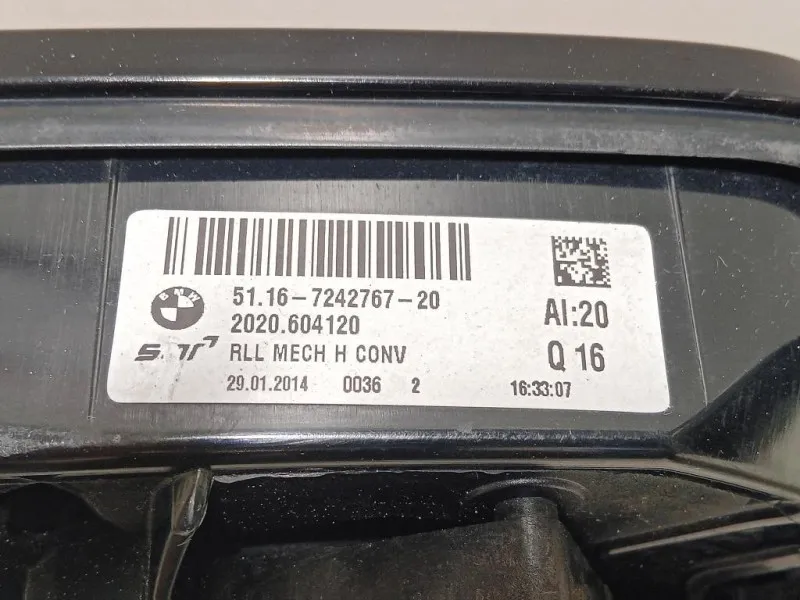 BMW
51.16-7242767-20
2020.604120
AI:20
RLL MECH H CONV
Q 16
29.01.2014 0036 2 16:33:07